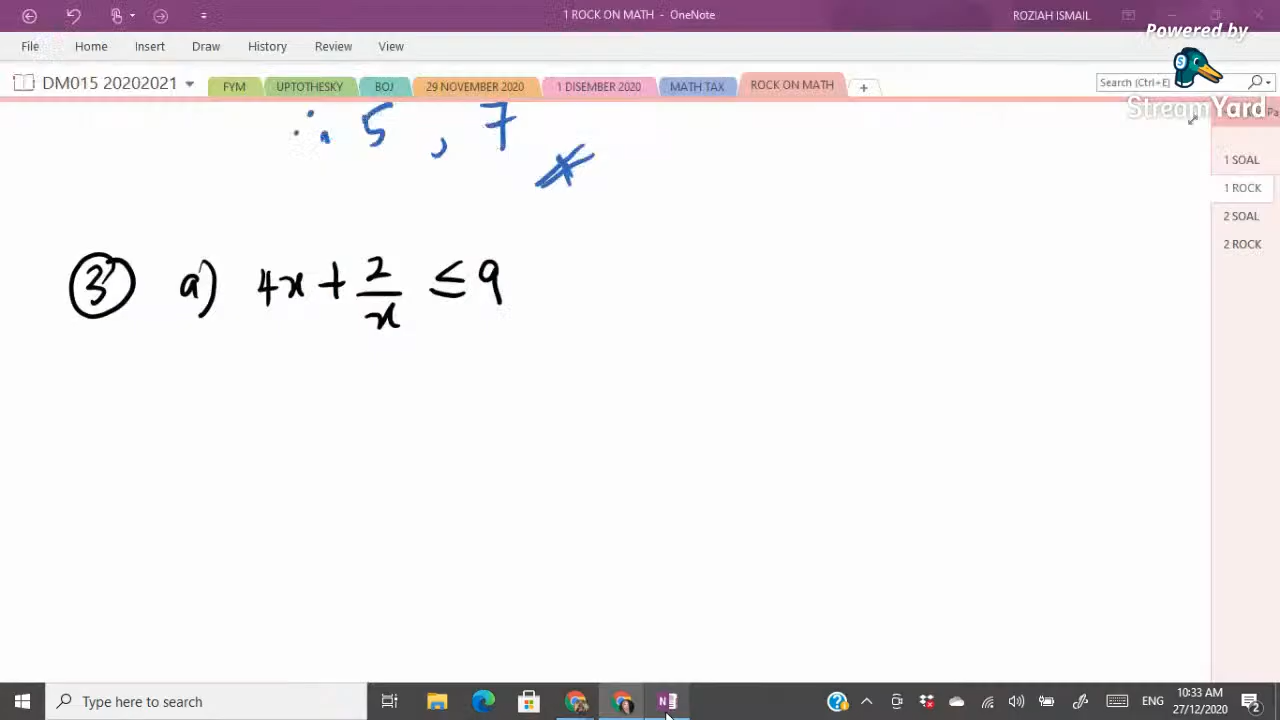 1 ROCK ON MATH - OneNote
ROZIAH ISMAIL
Powered by
File Home Insert Draw History Review View
DM015 20202021
FYM UPTOTHESKY BOJ 29 NOVEMBER 2020 1 DISEMBER 2020 MATH TAX ROCK ON MATH +
Search (Ctrl+E)
StreamYard
Pa
∴ 5 , 7
1 SOAL
1 ROCK
2 SOAL
2 ROCK
3 a) 4x + 2/x ≤ 9
Type here to search
N
ENG
10:33 AM
27/12/2020
2